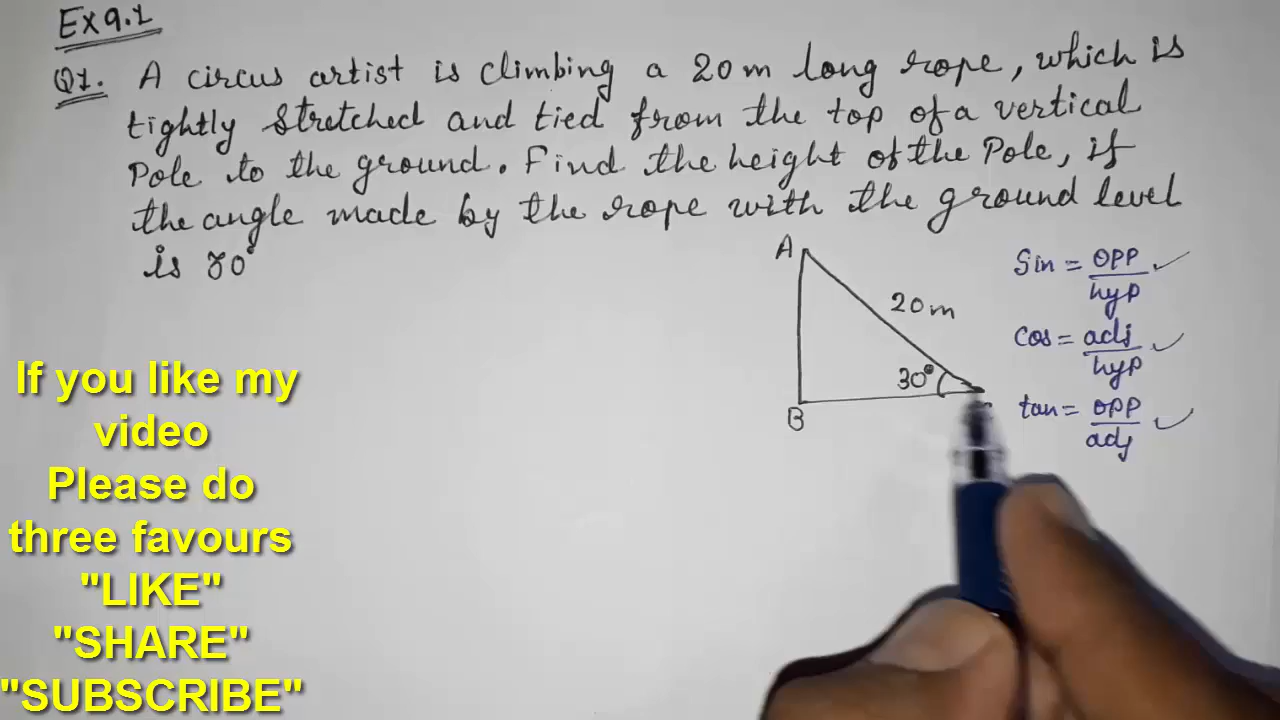 Ex 9.1
Q1. A circus artist is climbing a 20m long rope, which is
tightly stretched and tied from the top of a vertical
Pole to the ground. Find the height of the Pole, if
the angle made by the rope with the ground level
is 30°
A
20m
30°
B
Sin = OPP
hyp
Cos = adj
hyp
tan = OPP
adj
If you like my
video
Please do
three favours
"LIKE"
"SHARE"
"SUBSCRIBE"